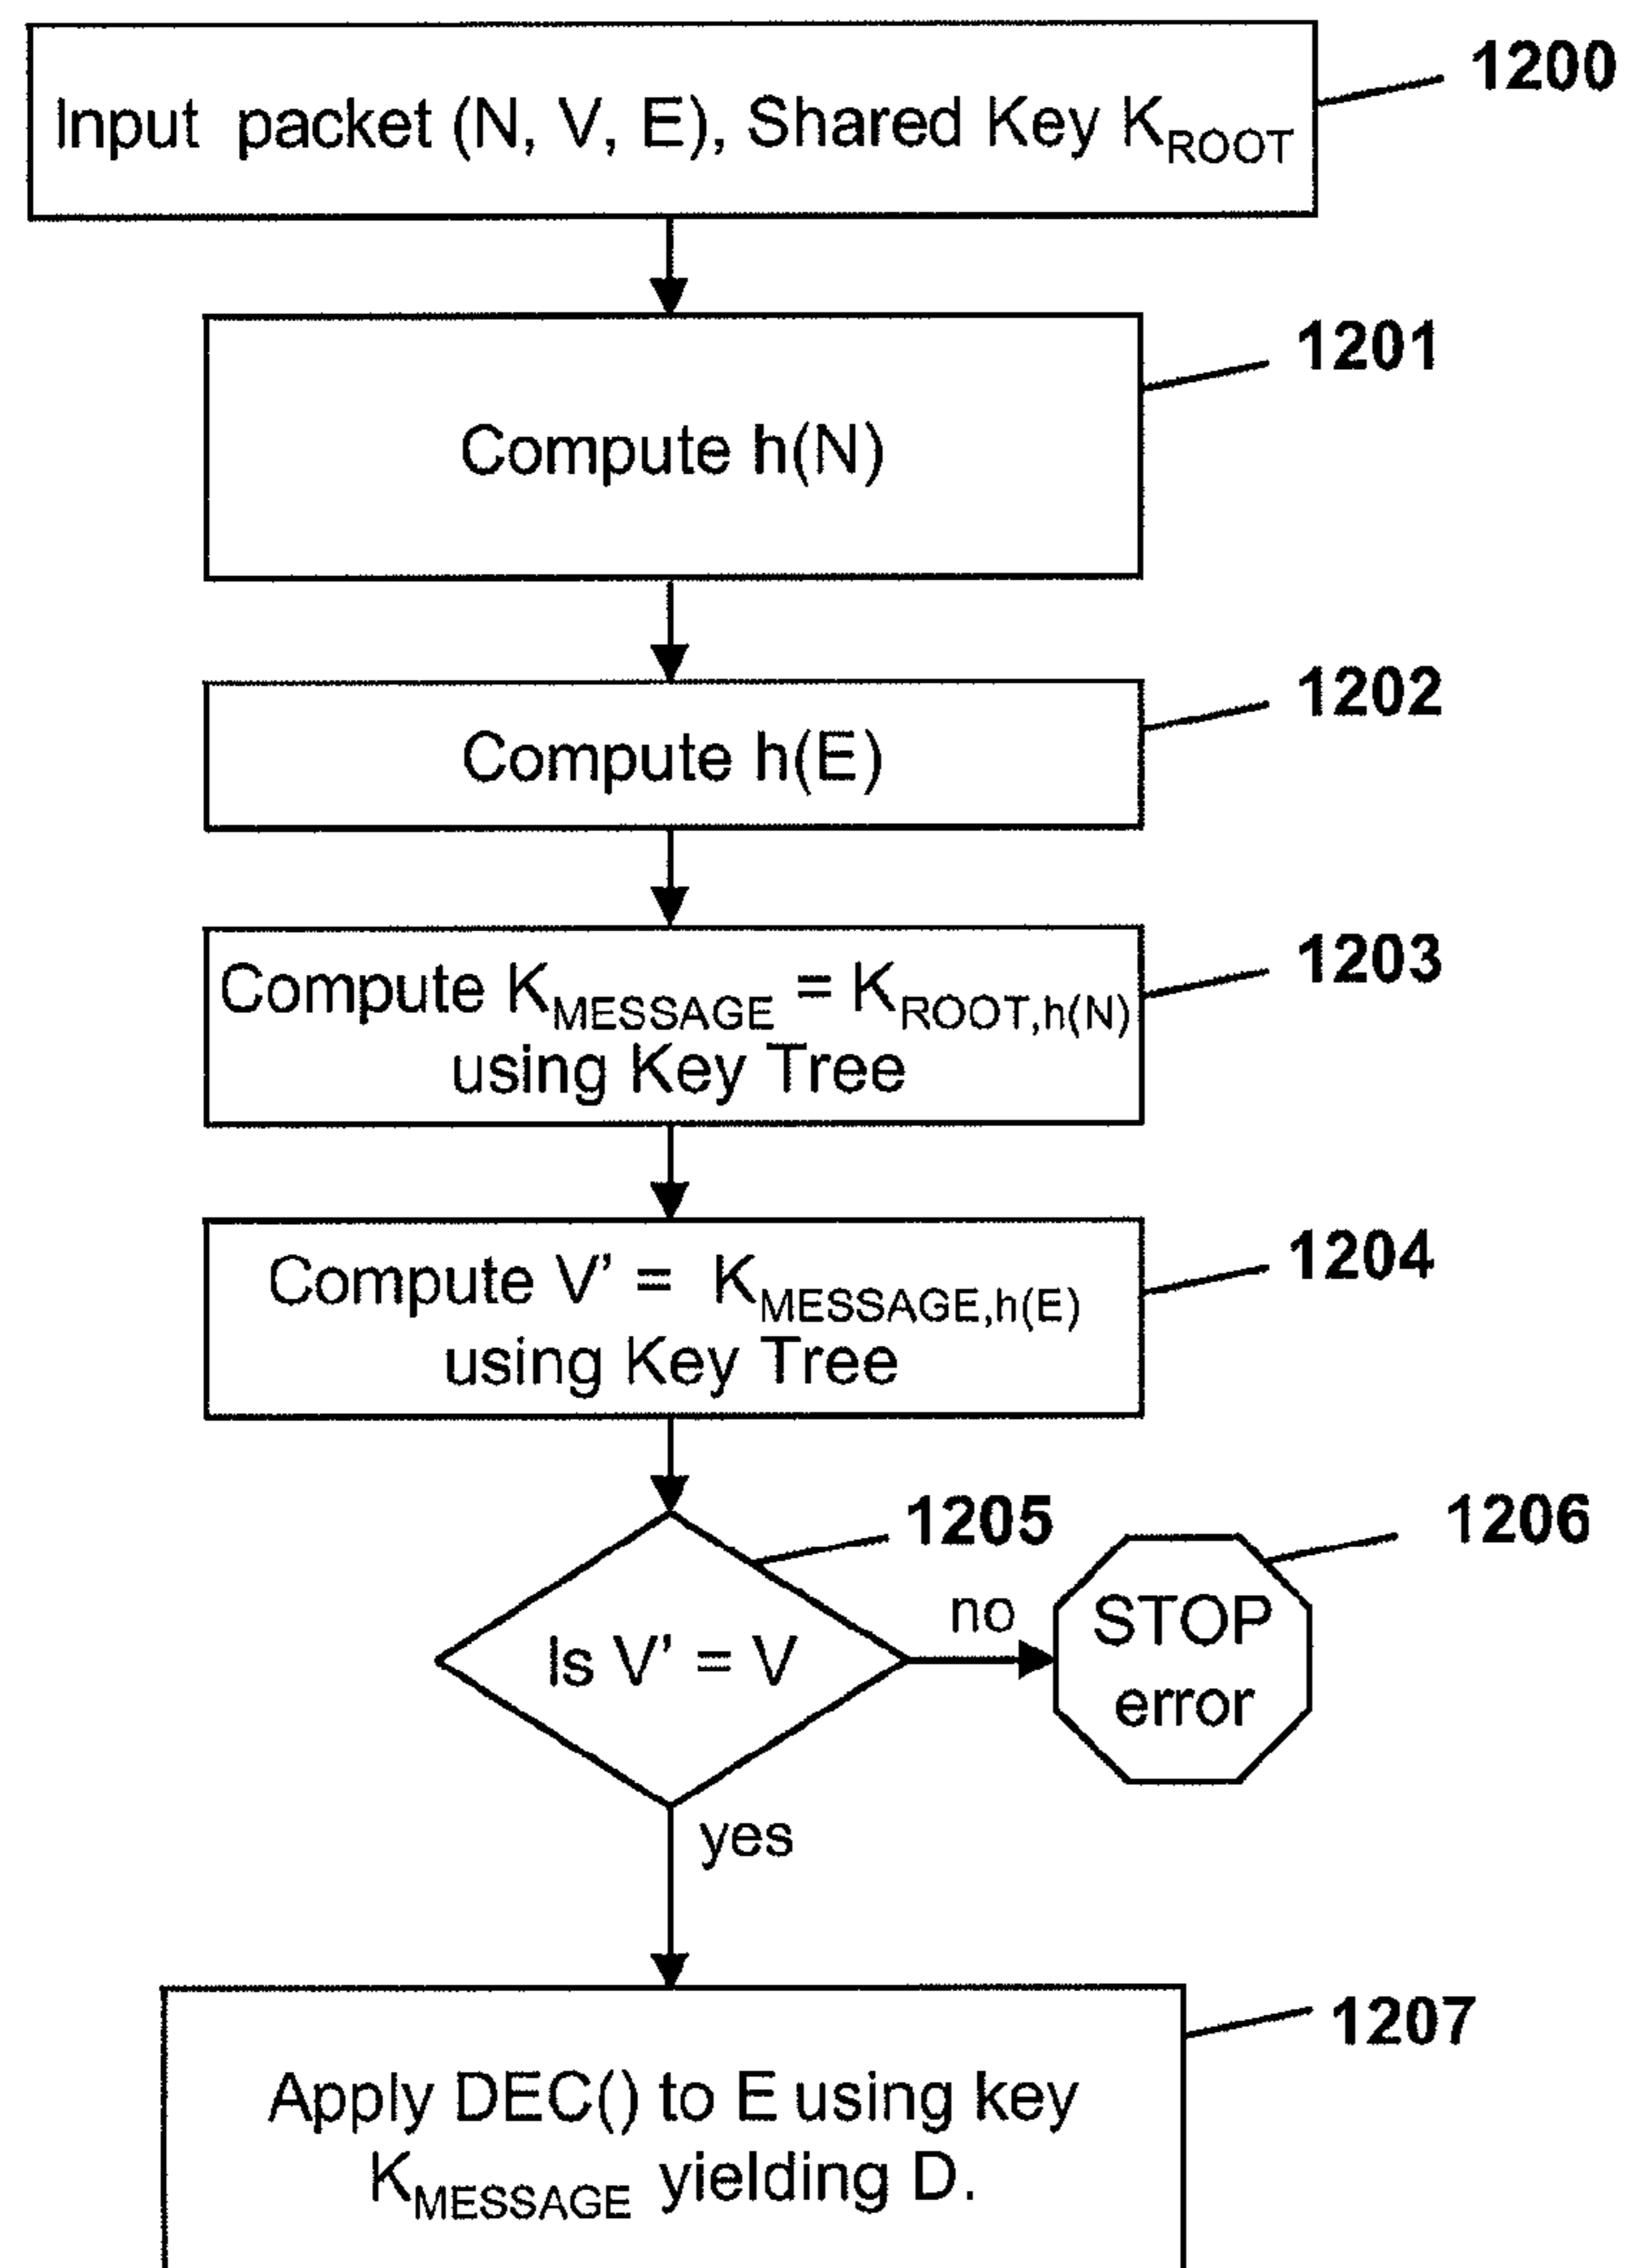 Input packet (N, V, E), Shared Key K_ROOT
1200
Compute h(N)
1201
Compute h(E)
1202
Compute K_MESSAGE = K_ROOT,h(N)
using Key Tree
1203
Compute V' = K_MESSAGE,h(E)
using Key Tree
1204
Is V' = V
1205
no
STOP
error
1206
yes
Apply DEC() to E using key
K_MESSAGE yielding D.
1207